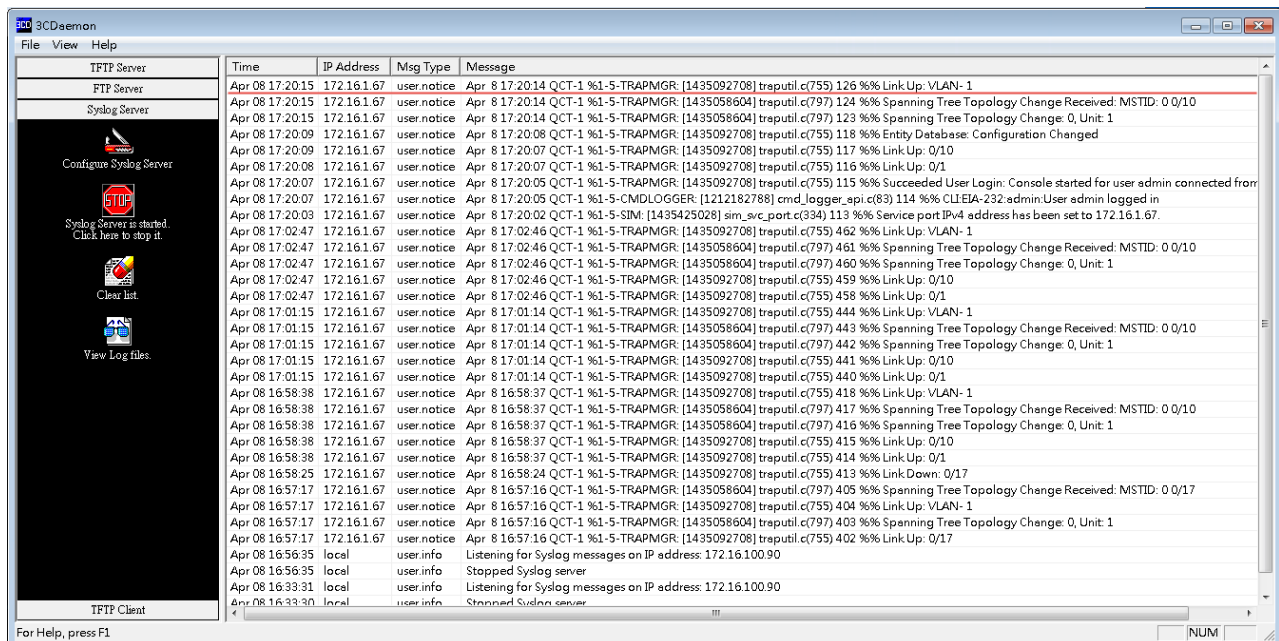 3CD 3CDaemon
File View Help
TFTP Server
FTP Server
Syslog Server
Configure Syslog Server
STOP
Syslog Server is started.
Click here to stop it.
Clear list.
View Log files.
TFTP Client
Time IP Address Msg Type Message
Apr 08 17:20:15 172.16.1.67 user.notice Apr 8 17:20:14 QCT-1 %1-5-TRAPMGR: [1435092708] traputil.c(755) 126 %% Link Up: VLAN- 1
Apr 08 17:20:15 172.16.1.67 user.notice Apr 8 17:20:14 QCT-1 %1-5-TRAPMGR: [1435058604] traputil.c(797) 124 %% Spanning Tree Topology Change Received: MSTID: 0 0/10
Apr 08 17:20:15 172.16.1.67 user.notice Apr 8 17:20:14 QCT-1 %1-5-TRAPMGR: [1435058604] traputil.c(797) 123 %% Spanning Tree Topology Change: 0, Unit: 1
Apr 08 17:20:09 172.16.1.67 user.notice Apr 8 17:20:08 QCT-1 %1-5-TRAPMGR: [1435092708] traputil.c(755) 118 %% Entity Database: Configuration Changed
Apr 08 17:20:09 172.16.1.67 user.notice Apr 8 17:20:07 QCT-1 %1-5-TRAPMGR: [1435092708] traputil.c(755) 117 %% Link Up: 0/10
Apr 08 17:20:08 172.16.1.67 user.notice Apr 8 17:20:07 QCT-1 %1-5-TRAPMGR: [1435092708] traputil.c(755) 116 %% Link Up: 0/1
Apr 08 17:20:07 172.16.1.67 user.notice Apr 8 17:20:05 QCT-1 %1-5-TRAPMGR: [1435092708] traputil.c(755) 115 %% Succeeded User Login: Console started for user admin connected from
Apr 08 17:20:07 172.16.1.67 user.notice Apr 8 17:20:05 QCT-1 %1-5-CMDLOGGER: [1212182788] cmd_logger_api.c(83) 114 %% CLI:EIA-232:admin:User admin logged in
Apr 08 17:20:03 172.16.1.67 user.notice Apr 8 17:20:02 QCT-1 %1-5-SIM: [1435425028] sim_svc_port.c(334) 113 %% Service port IPv4 address has been set to 172.16.1.67.
Apr 08 17:02:47 172.16.1.67 user.notice Apr 8 17:02:46 QCT-1 %1-5-TRAPMGR: [1435092708] traputil.c(755) 462 %% Link Up: VLAN- 1
Apr 08 17:02:47 172.16.1.67 user.notice Apr 8 17:02:46 QCT-1 %1-5-TRAPMGR: [1435058604] traputil.c(797) 461 %% Spanning Tree Topology Change Received: MSTID: 0 0/10
Apr 08 17:02:47 172.16.1.67 user.notice Apr 8 17:02:46 QCT-1 %1-5-TRAPMGR: [1435058604] traputil.c(797) 460 %% Spanning Tree Topology Change: 0, Unit: 1
Apr 08 17:02:47 172.16.1.67 user.notice Apr 8 17:02:46 QCT-1 %1-5-TRAPMGR: [1435092708] traputil.c(755) 459 %% Link Up: 0/10
Apr 08 17:02:47 172.16.1.67 user.notice Apr 8 17:02:46 QCT-1 %1-5-TRAPMGR: [1435092708] traputil.c(755) 458 %% Link Up: 0/1
Apr 08 17:01:15 172.16.1.67 user.notice Apr 8 17:01:14 QCT-1 %1-5-TRAPMGR: [1435092708] traputil.c(755) 444 %% Link Up: VLAN- 1
Apr 08 17:01:15 172.16.1.67 user.notice Apr 8 17:01:14 QCT-1 %1-5-TRAPMGR: [1435058604] traputil.c(797) 443 %% Spanning Tree Topology Change Received: MSTID: 0 0/10
Apr 08 17:01:15 172.16.1.67 user.notice Apr 8 17:01:14 QCT-1 %1-5-TRAPMGR: [1435058604] traputil.c(797) 442 %% Spanning Tree Topology Change: 0, Unit: 1
Apr 08 17:01:15 172.16.1.67 user.notice Apr 8 17:01:14 QCT-1 %1-5-TRAPMGR: [1435092708] traputil.c(755) 441 %% Link Up: 0/10
Apr 08 17:01:15 172.16.1.67 user.notice Apr 8 17:01:14 QCT-1 %1-5-TRAPMGR: [1435092708] traputil.c(755) 440 %% Link Up: 0/1
Apr 08 16:58:38 172.16.1.67 user.notice Apr 8 16:58:37 QCT-1 %1-5-TRAPMGR: [1435092708] traputil.c(755) 418 %% Link Up: VLAN- 1
Apr 08 16:58:38 172.16.1.67 user.notice Apr 8 16:58:37 QCT-1 %1-5-TRAPMGR: [1435058604] traputil.c(797) 417 %% Spanning Tree Topology Change Received: MSTID: 0 0/10
Apr 08 16:58:38 172.16.1.67 user.notice Apr 8 16:58:37 QCT-1 %1-5-TRAPMGR: [1435058604] traputil.c(797) 416 %% Spanning Tree Topology Change: 0, Unit: 1
Apr 08 16:58:38 172.16.1.67 user.notice Apr 8 16:58:37 QCT-1 %1-5-TRAPMGR: [1435092708] traputil.c(755) 415 %% Link Up: 0/10
Apr 08 16:58:38 172.16.1.67 user.notice Apr 8 16:58:37 QCT-1 %1-5-TRAPMGR: [1435092708] traputil.c(755) 414 %% Link Up: 0/1
Apr 08 16:58:25 172.16.1.67 user.notice Apr 8 16:58:24 QCT-1 %1-5-TRAPMGR: [1435092708] traputil.c(755) 413 %% Link Down: 0/17
Apr 08 16:57:17 172.16.1.67 user.notice Apr 8 16:57:16 QCT-1 %1-5-TRAPMGR: [1435058604] traputil.c(797) 405 %% Spanning Tree Topology Change Received: MSTID: 0 0/17
Apr 08 16:57:17 172.16.1.67 user.notice Apr 8 16:57:16 QCT-1 %1-5-TRAPMGR: [1435092708] traputil.c(755) 404 %% Link Up: VLAN- 1
Apr 08 16:57:17 172.16.1.67 user.notice Apr 8 16:57:16 QCT-1 %1-5-TRAPMGR: [1435058604] traputil.c(797) 403 %% Spanning Tree Topology Change: 0, Unit: 1
Apr 08 16:57:17 172.16.1.67 user.notice Apr 8 16:57:16 QCT-1 %1-5-TRAPMGR: [1435092708] traputil.c(755) 402 %% Link Up: 0/17
Apr 08 16:56:35 local user.info Listening for Syslog messages on IP address: 172.16.100.90
Apr 08 16:56:35 local user.info Stopped Syslog server
Apr 08 16:33:31 local user.info Listening for Syslog messages on IP address: 172.16.100.90
Apr 08 16:33:30 local user.info Stopped Syslog server
For Help, press F1
NUM